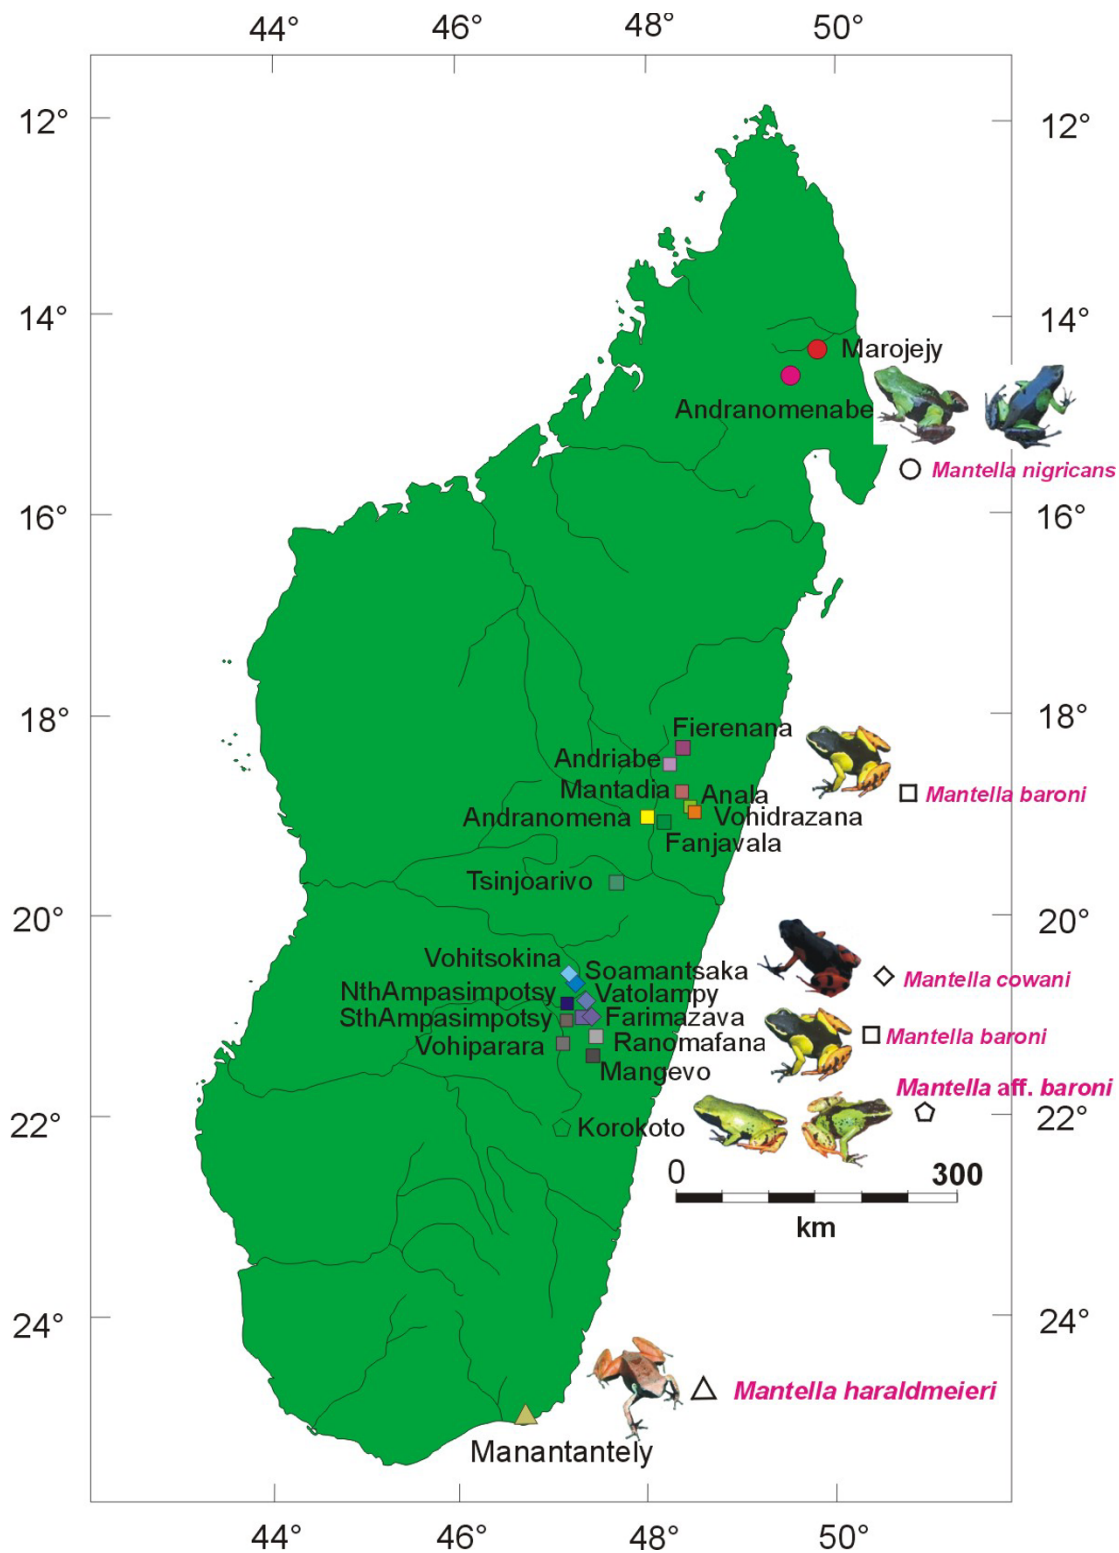 44° 46° 48° 50°
12° 12°
14° 14°
Marojejy
Andranomenabe
Mantella nigricans
16° 16°
18° 18°
Fierenana
Andriabe
Mantadia
Anala
Mantella baroni
Andranomena
Vohidrazana
Fanjavala
Tsinjoarivo
20° 20°
Vohitsokina
Soamantsaka
Mantella cowani
NthAmpasimpotsy
Vatolampy
SthAmpasimpotsy
Farimazava
Vohiparara
Ranomafana
Mantella baroni
Mangevo
Mantella aff. baroni
22° 22°
Korokoto
0 300
km
24° 24°
Mantella haraldmeieri
Manantantely
44° 46° 48° 50°